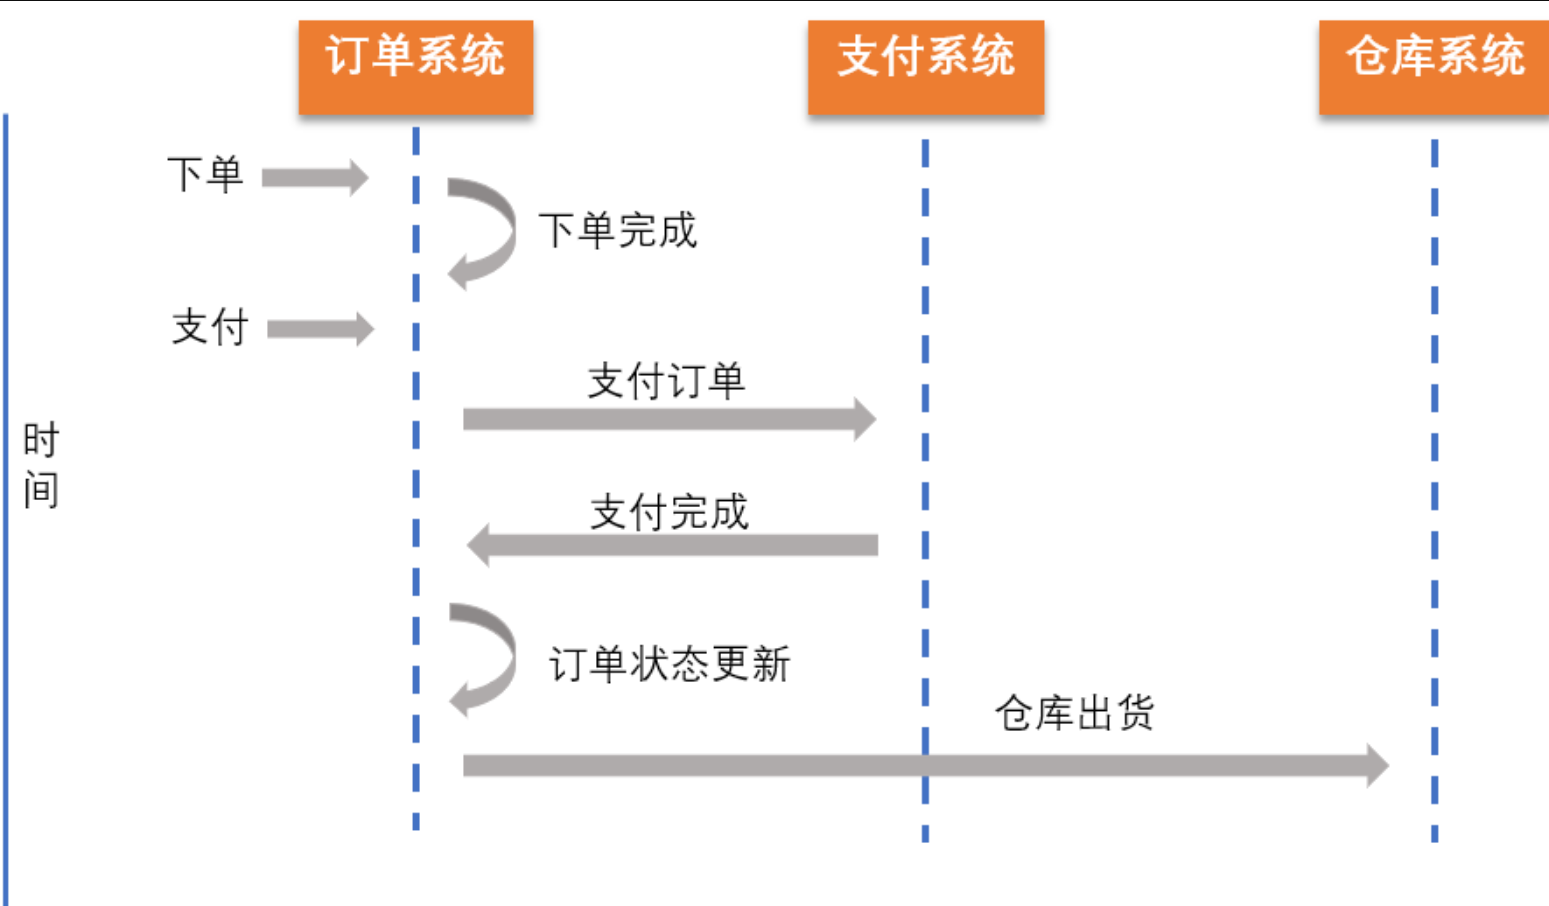 订单系统
支付系统
仓库系统
下单
下单完成
支付
支付订单
时
间
支付完成
订单状态更新
仓库出货